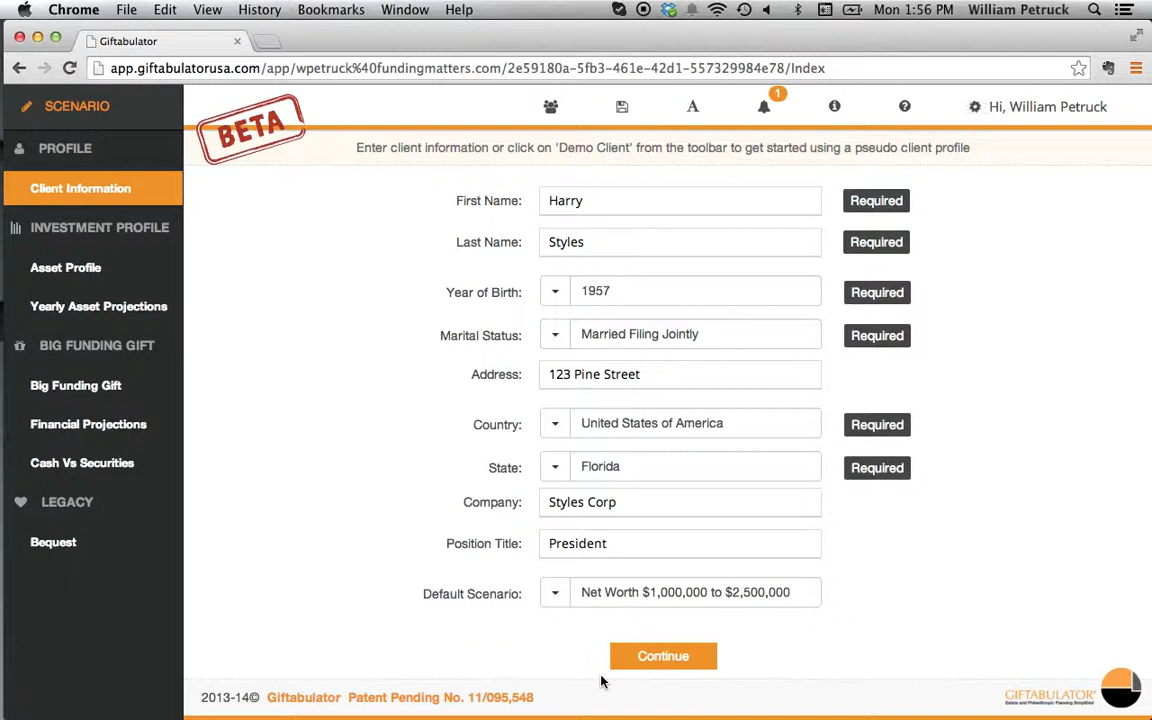 Chrome File Edit View History Bookmarks Window Help Mon 1:56 PM William Petruck
Giftabulator
app.giftabulatorusa.com/app/wpetruck%40fundingmatters.com/2e59180a-5fb3-461e-42d1-557329984e78/Index
SCENARIO
BETA
A
1
Hi, William Petruck
PROFILE
Enter client information or click on 'Demo Client' from the toolbar to get started using a pseudo client profile
Client Information
First Name: Harry Required
INVESTMENT PROFILE
Last Name: Styles Required
Asset Profile
Year of Birth: 1957 Required
Yearly Asset Projections
Marital Status: Married Filing Jointly Required
BIG FUNDING GIFT
Address: 123 Pine Street
Big Funding Gift
Country: United States of America Required
Financial Projections
State: Florida Required
Cash Vs Securities
Company: Styles Corp
LEGACY
Position Title: President
Bequest
Default Scenario: Net Worth $1,000,000 to $2,500,000
Continue
2013-14© Giftabulator Patent Pending No. 11/095,548
GIFTABULATOR
Estate and Philanthropic Planning Simplified